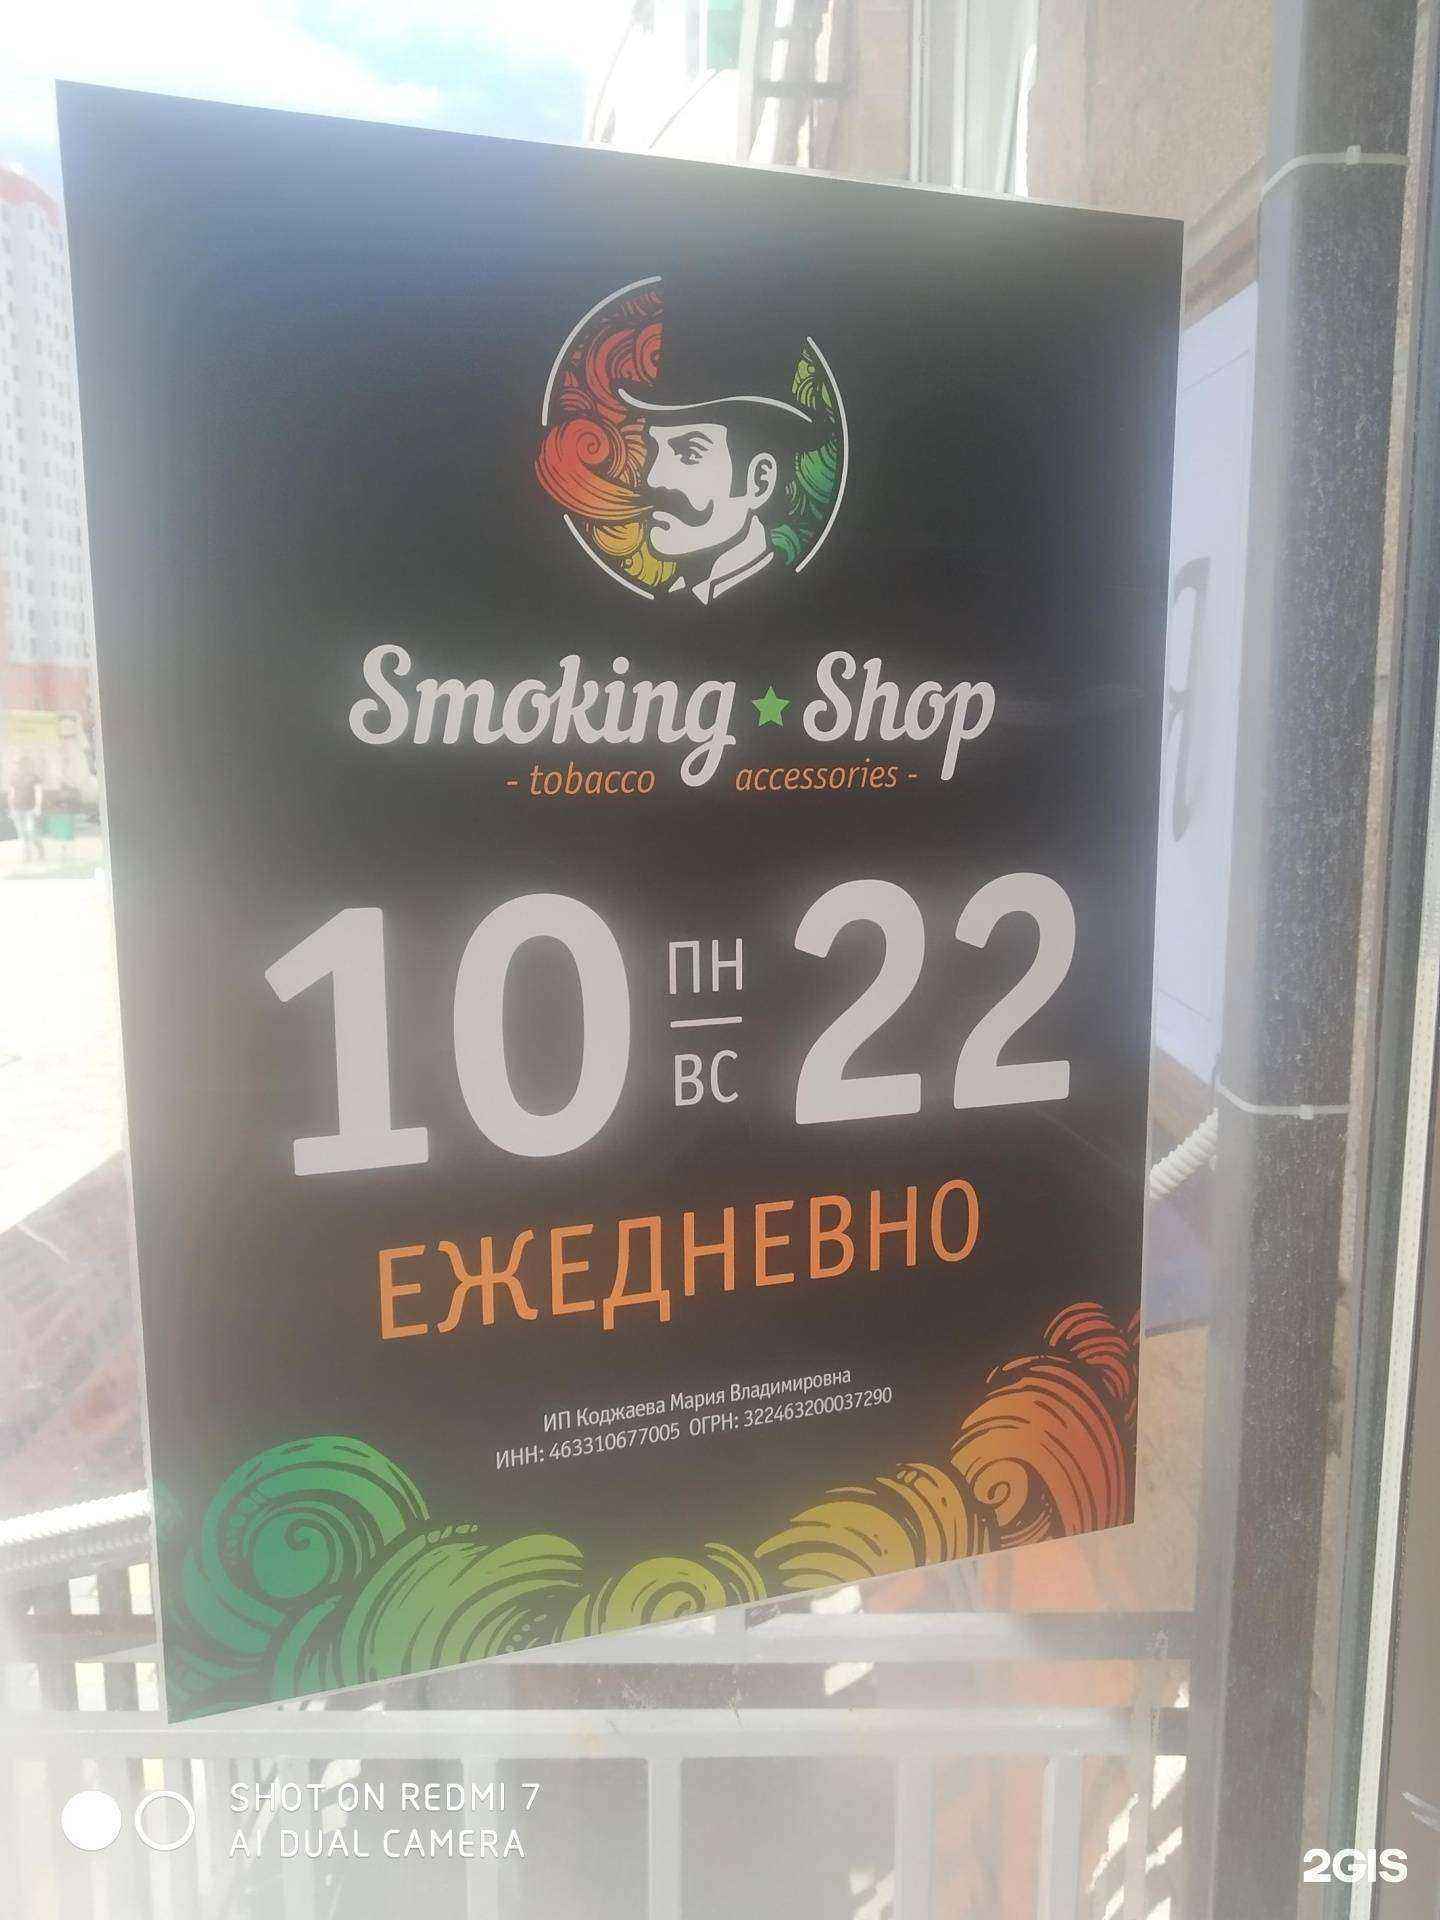 Smoking ★ Shop
- tobacco accessories -
10 ПН 22
ВС
ЕЖЕДНЕВНО
ИП Коджаева Мария Владимировна
ИНН: 463310677005 ОГРН: 322463200037290
SHOT ON REDMI 7
AI DUAL CAMERA
2GIS